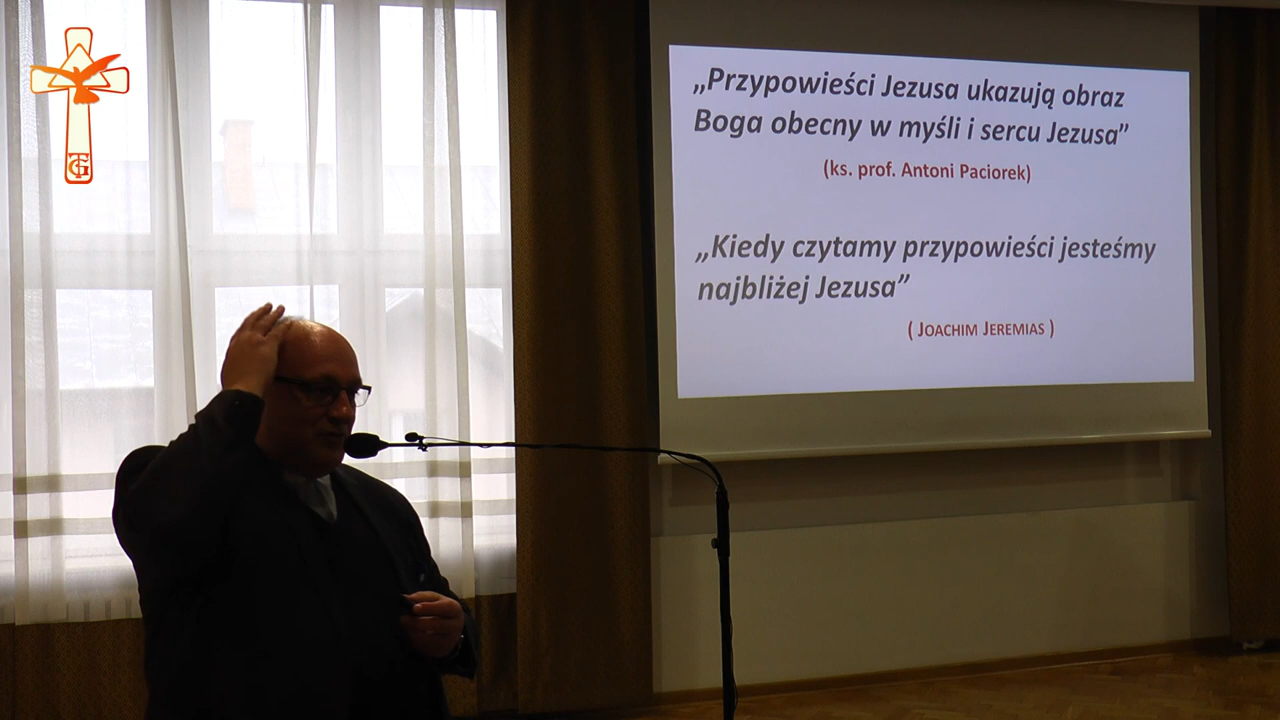 „Przypowieści Jezusa ukazują obraz
Boga obecny w myśli i sercu Jezusa”
(ks. prof. Antoni Paciorek)
„Kiedy czytamy przypowieści jesteśmy
najbliżej Jezusa”
( JOACHIM JEREMIAS )